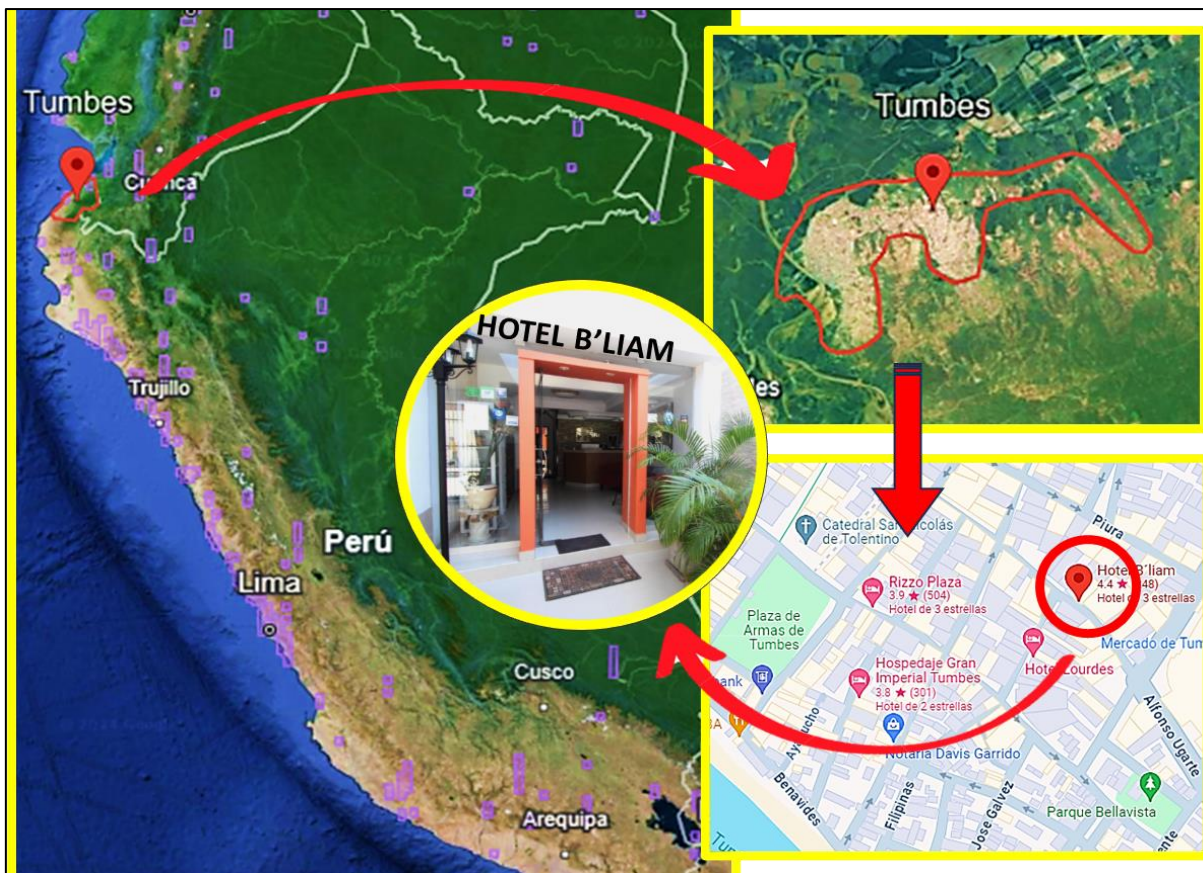 Tumbes
Cuenca
Trujillo
Perú
Lima
Cusco
Arequipa
HOTEL B'LIAM
Tumbes
Piura
Catedral San Nicolás
de Tolentino
Rizzo Plaza
3.9 ★ (504)
Hotel de 3 estrellas
Hotel B'liam
4.4 ★
Hotel de 3 estrellas
Plaza de
Armas de
Tumbes
Mercado de Tum
Hotel Lourdes
Hospedaje Gran
Imperial Tumbes
3.8 ★ (301)
Hotel de 2 estrellas
Notaría Davis Garrido
Alfonso Ugarte
Parque Bellavista
Benavides
Filipinas
Jose Galvez